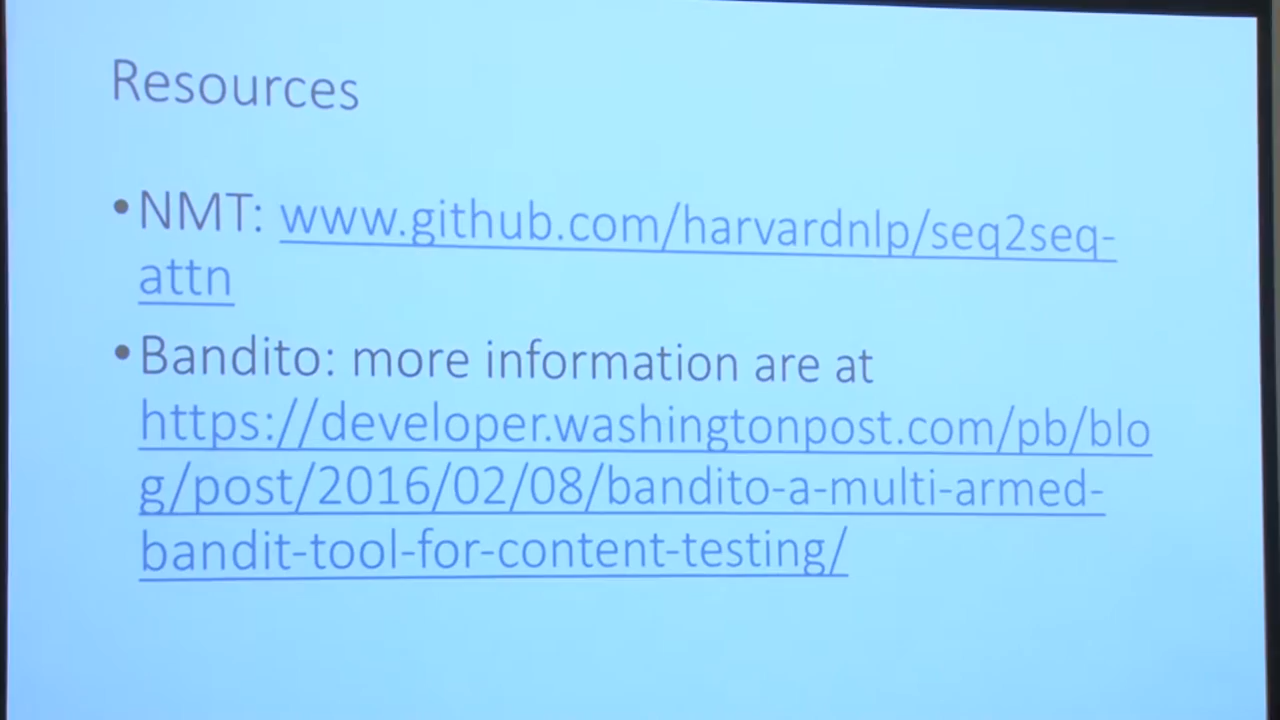 Resources
•NMT: www.github.com/harvardnlp/seq2seq-
attn
•Bandito: more information are at
https://developer.washingtonpost.com/pb/blo
g/post/2016/02/08/bandito-a-multi-armed-
bandit-tool-for-content-testing/